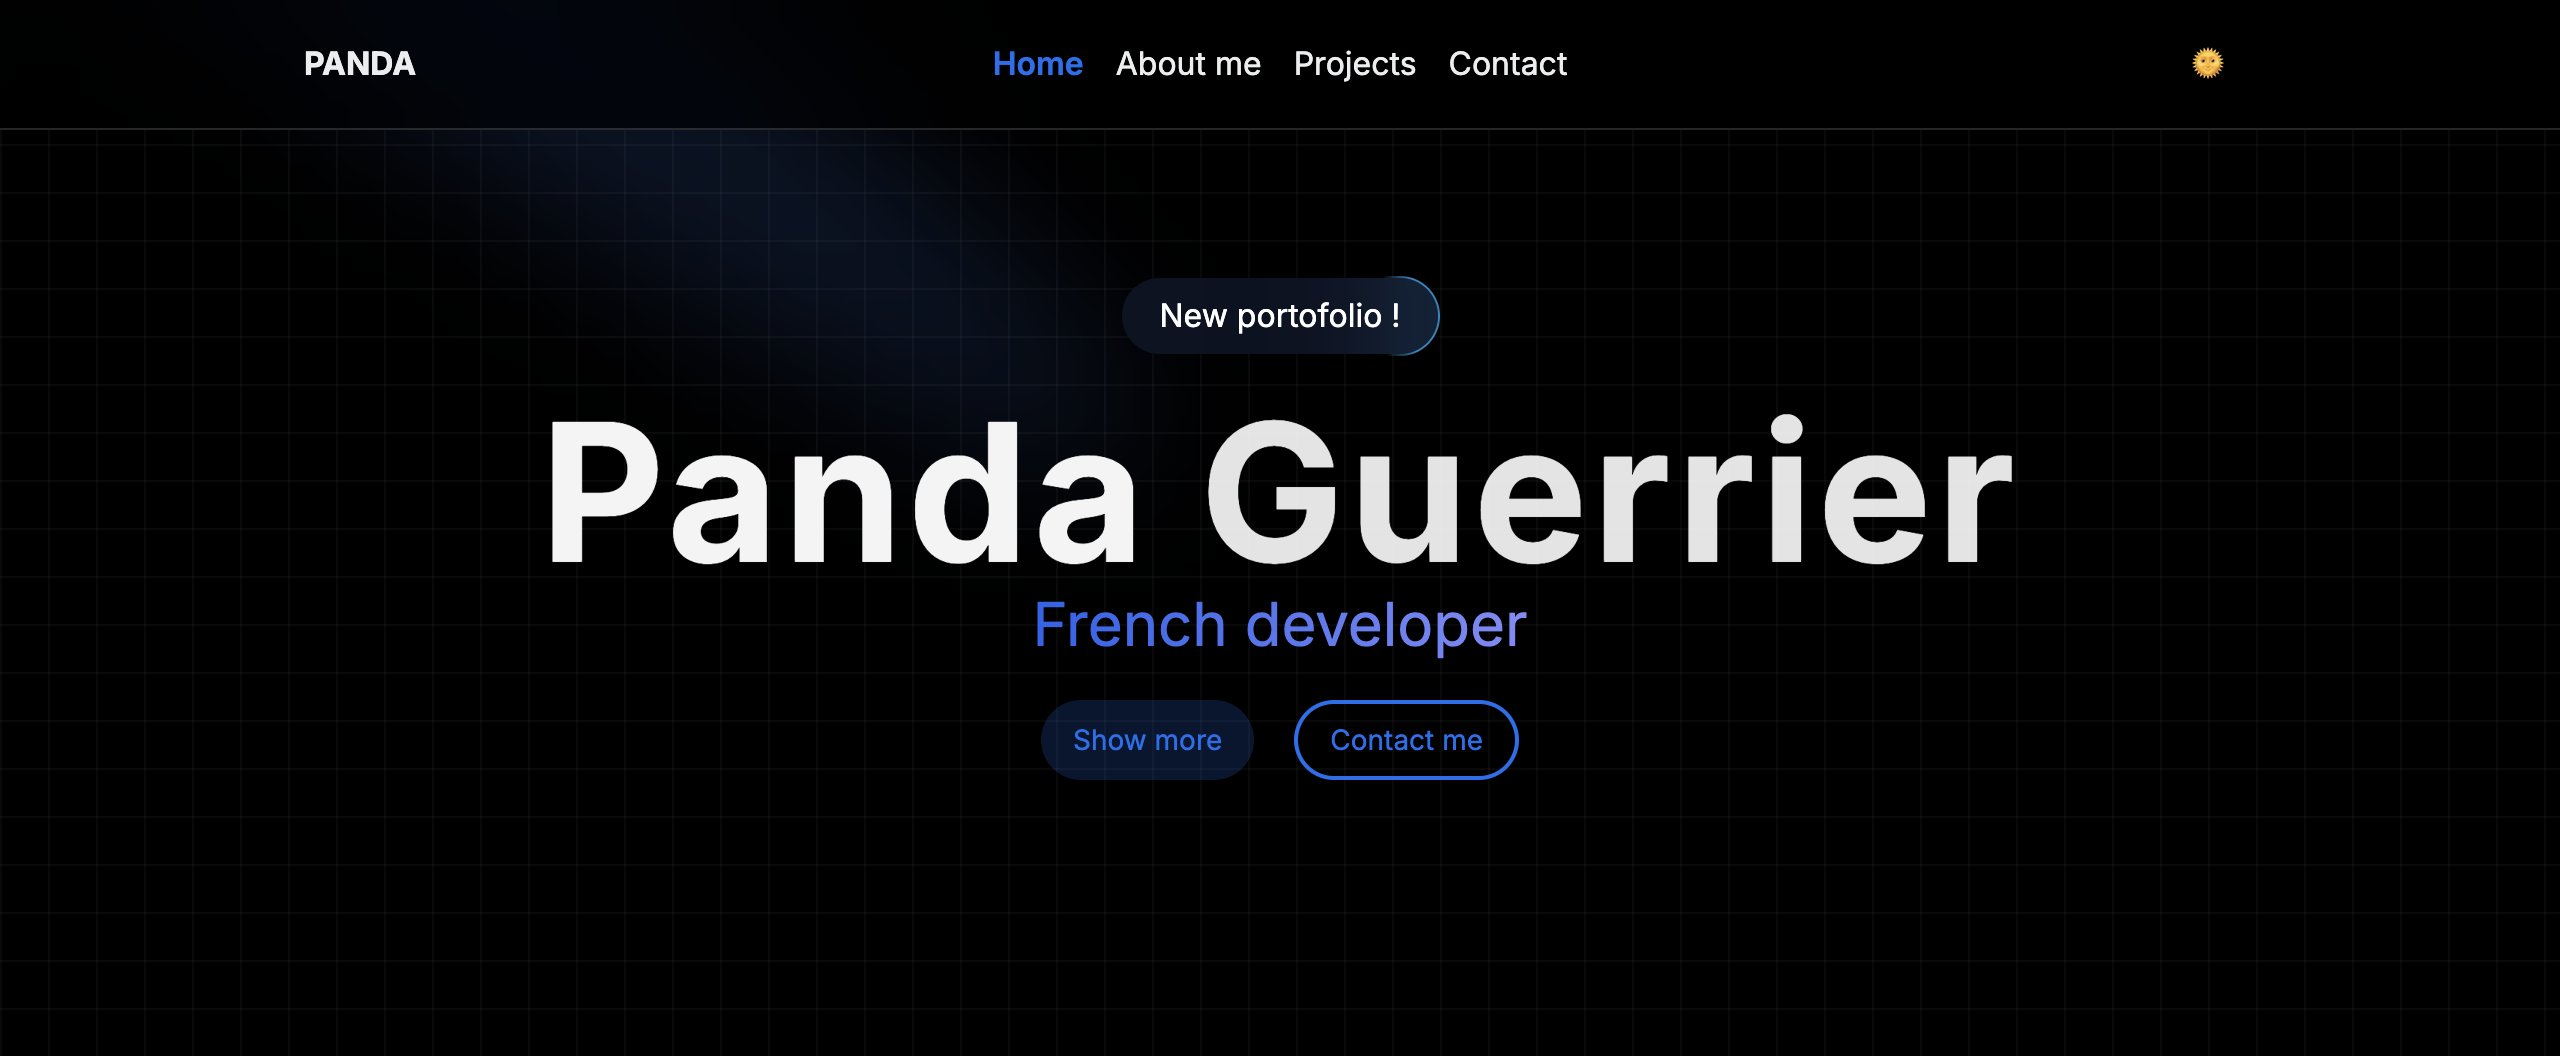 PANDA
Home About me Projects Contact
New portofolio !
Panda Guerrier
French developer
Show more
Contact me